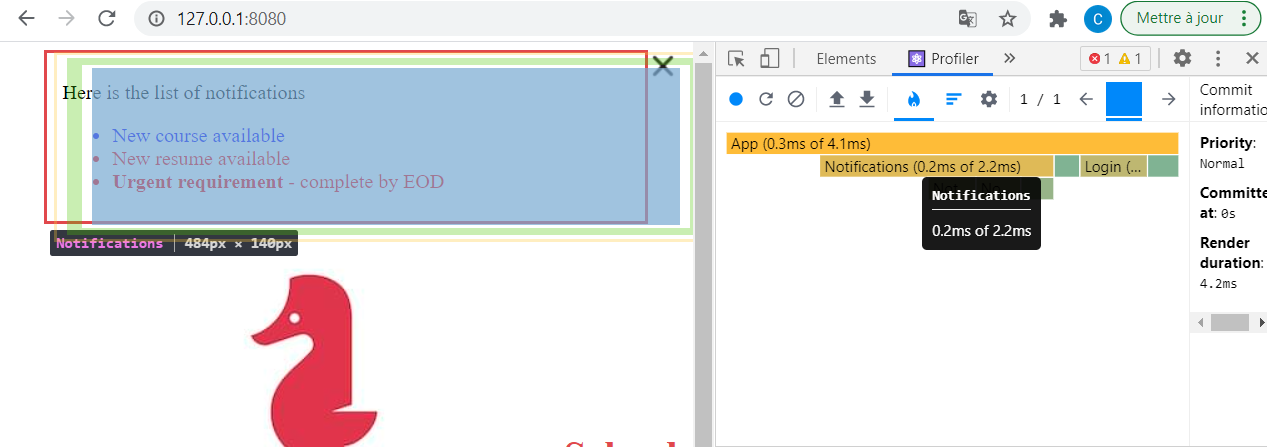 127.0.0.1:8080
Mettre à jour
Here is the list of notifications
New course available
New resume available
Urgent requirement - complete by EOD
Notifications 484px × 140px
Elements
Profiler
1 1
1 / 1
App (0.3ms of 4.1ms)
Notifications (0.2ms of 2.2ms)
Login (...
Notifications
0.2ms of 2.2ms
Commit
informatio
Priority:
Normal
Committe
at: 0s
Render
duration:
4.2ms
C